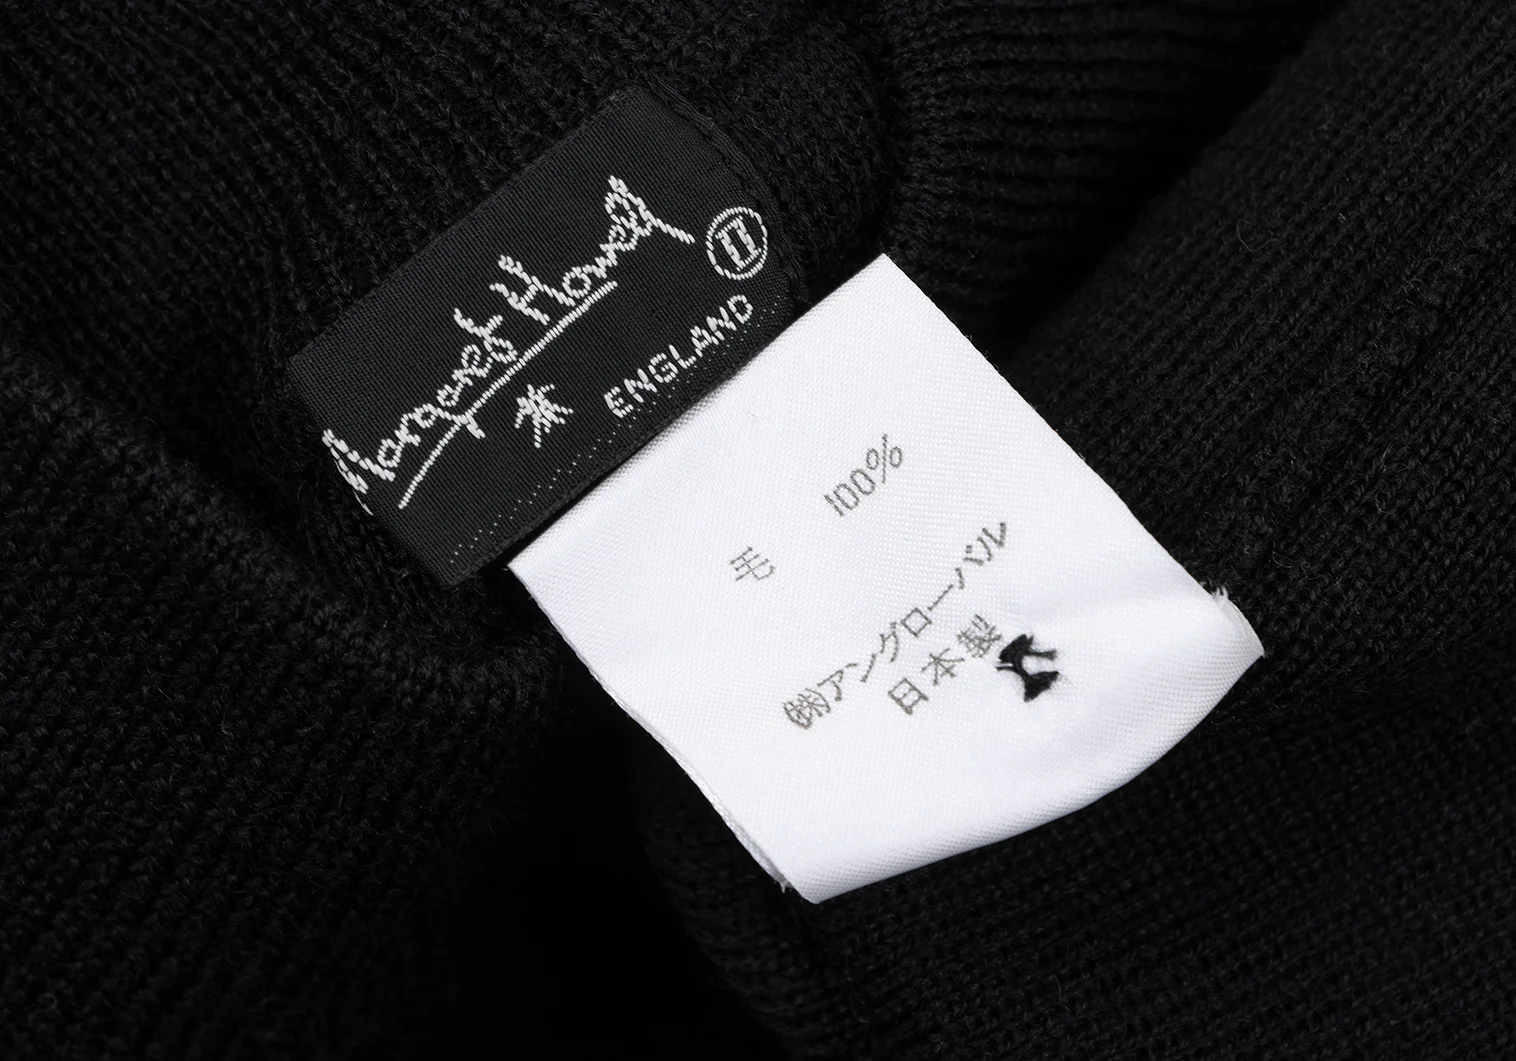 Margaret Howell
II
ENGLAND
毛 100%
㈱アングローバル
日本製